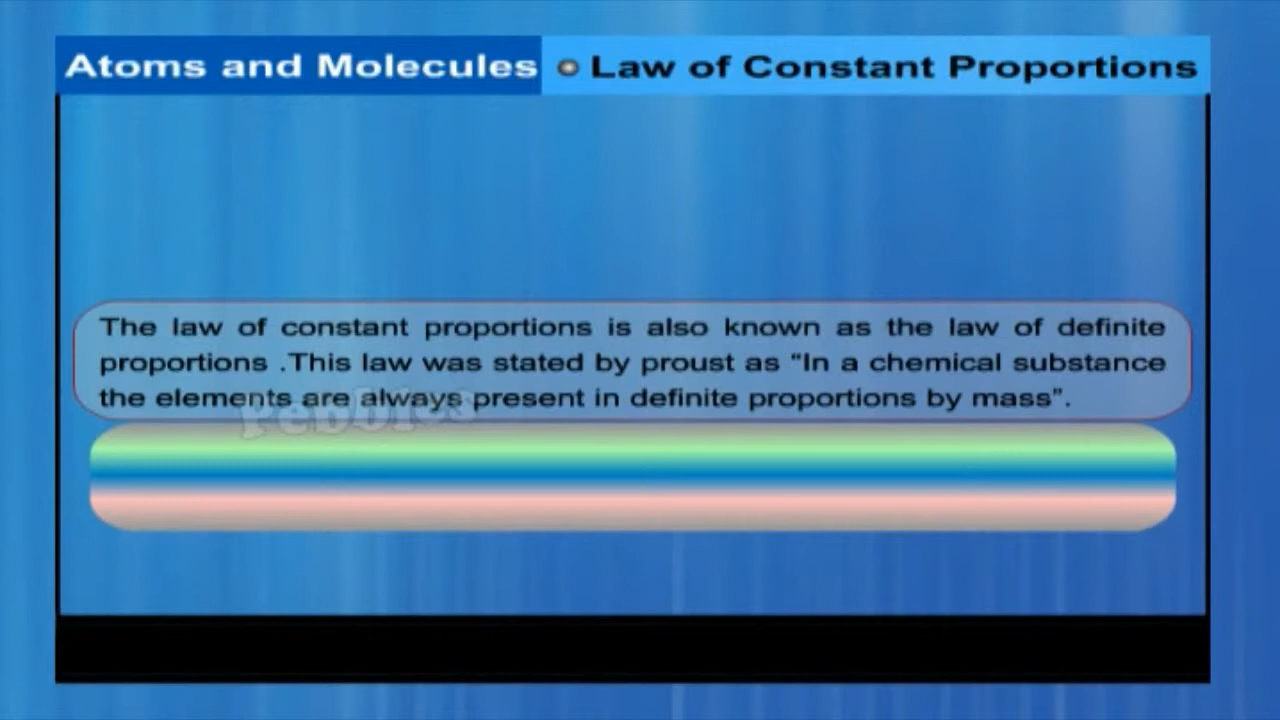 Atoms and Molecules
Law of Constant Proportions
The law of constant proportions is also known as the law of definite
proportions .This law was stated by proust as “In a chemical substance
the elements are always present in definite proportions by mass”.
Pebbles